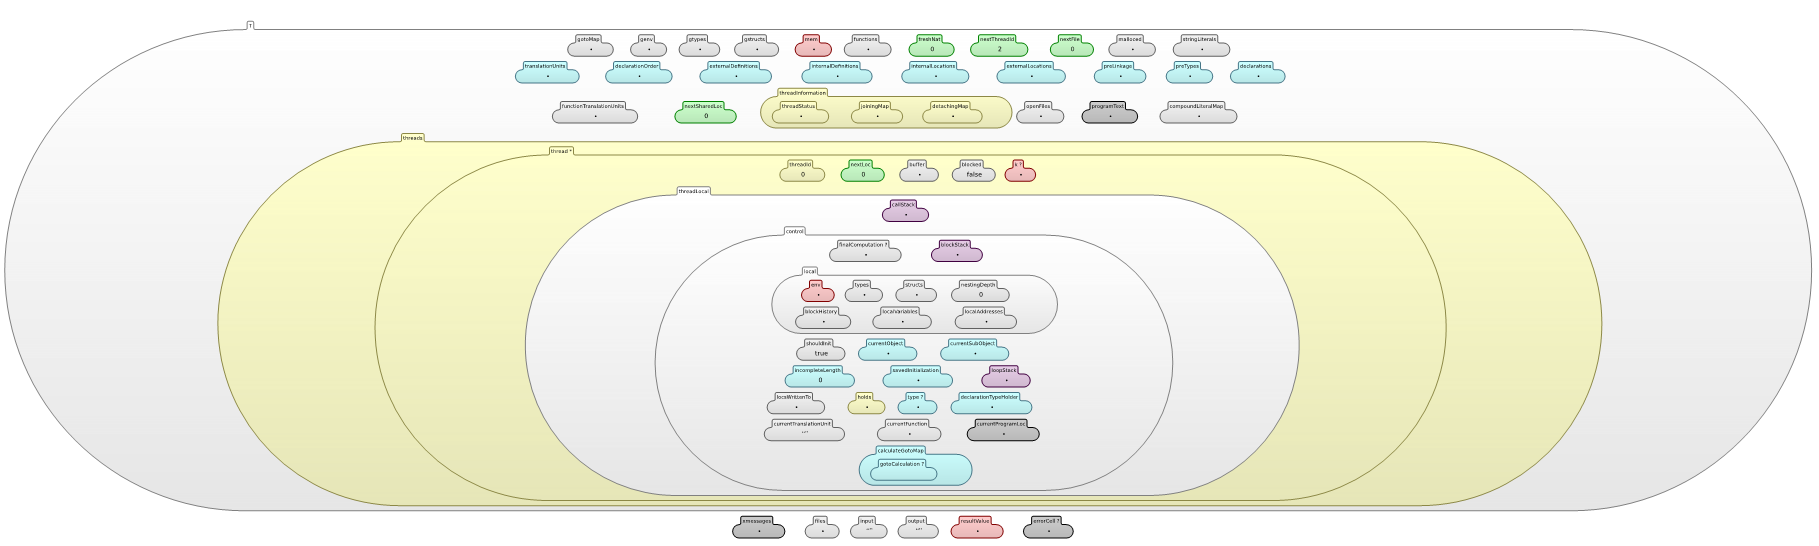 T
gotoMap genv gtypes gstructs mem functions freshNat nextThreadId nextFile malloced stringLiterals
• • • • • • 0 2 0 • •
translationUnits declarationOrder externalDefinitions internalDefinitions internalLocations externalLocations preLinkage preTypes declarations
• • • • • • • • •
threadInformation
functionTranslationUnits nextSharedLoc threadStatus joiningMap detachingMap openFiles programText compoundLiteralMap
• 0 • • • • • •
threads
thread *
threadId nextLoc buffer blocked k ?
0 0 • false •
threadLocal
callStack
•
control
finalComputation ? blockStack
• •
local
env types structs nestingDepth
• • • 0
blockHistory localVariables localAddresses
• • •
shouldInit currentObject currentSubObject
true • •
incompleteLength savedInitialization loopStack
0 • •
locsWrittenTo holds type ? declarationTypeHolder
• • • •
currentTranslationUnit currentFunction currentProgramLoc
"" • •
calculateGotoMap
gotoCalculation ?
xmessages files input output resultValue errorCell ?
• • "" "" • •